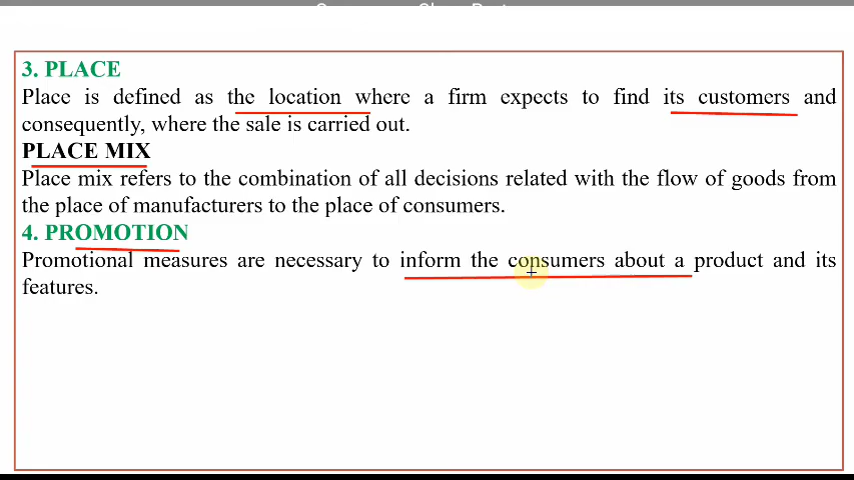 3. PLACE
Place is defined as the location where a firm expects to find its customers and
consequently, where the sale is carried out.
PLACE MIX
Place mix refers to the combination of all decisions related with the flow of goods from
the place of manufacturers to the place of consumers.
4. PROMOTION
Promotional measures are necessary to inform the consumers about a product and its
features.